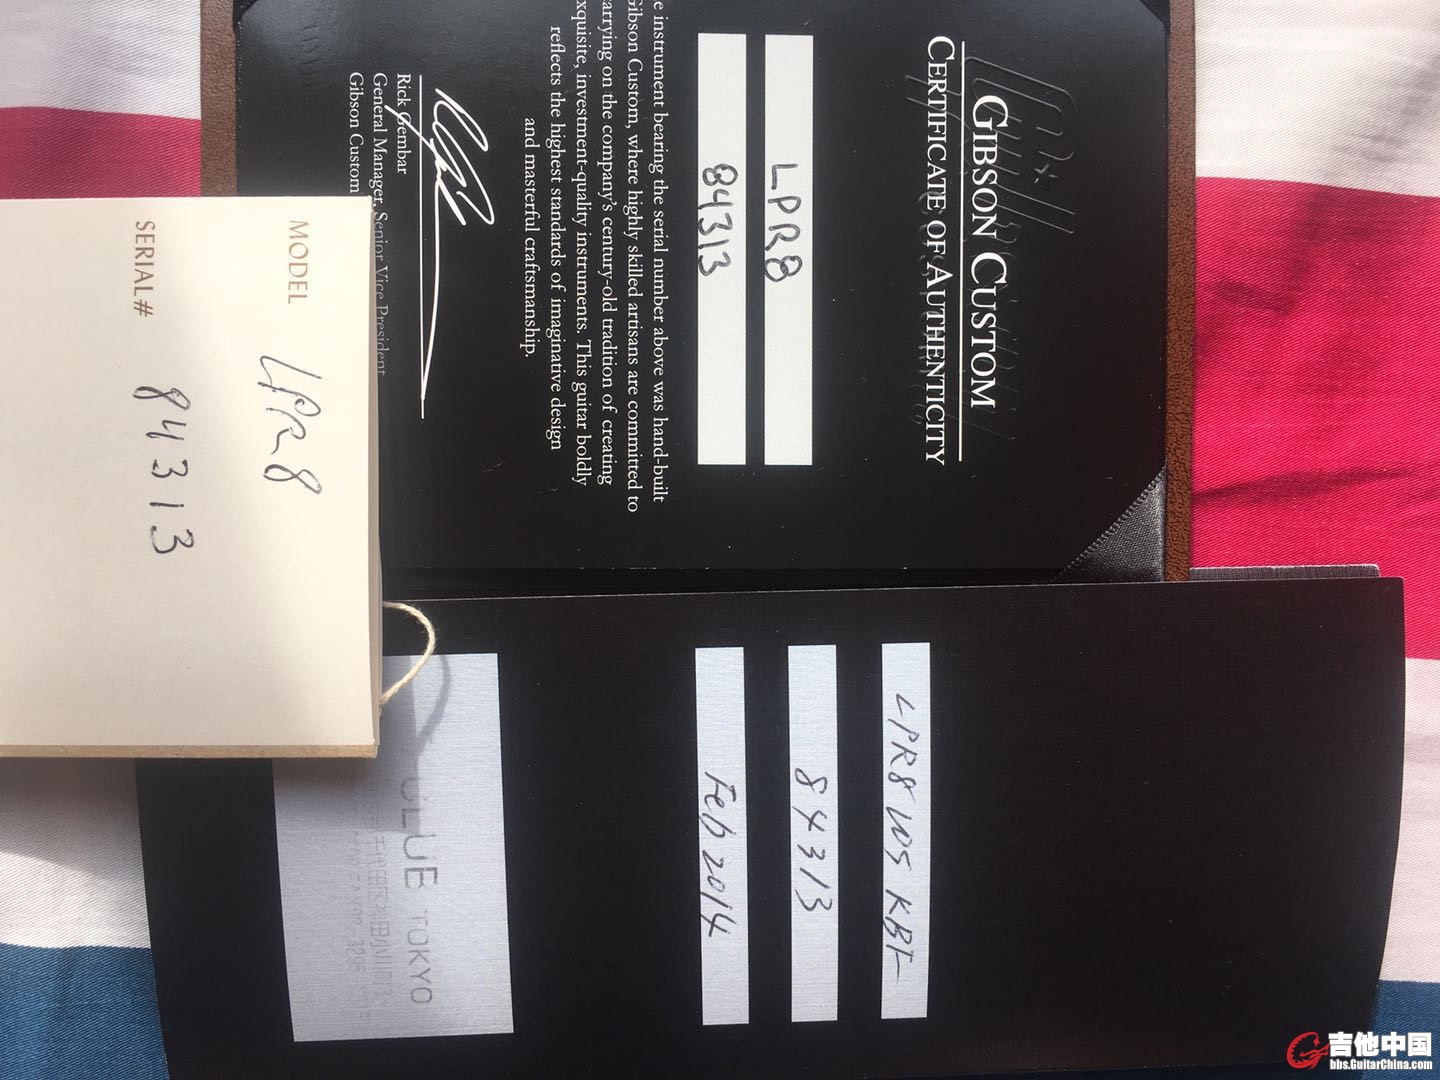 GIBSON CUSTOM
CERTIFICATE OF AUTHENTICITY
LPR8
84313
e instrument bearing the serial number above was hand-built
Gibson Custom, where highly skilled artisans are committed to
arrying on the company's century-old tradition of creating
xquisite, investment-quality instruments. This guitar boldly
reflects the highest standards of imaginative design
and masterful craftsmanship.
Rick Gembar
General Manager, Senior Vice President
Gibson Custom
MODEL LPR8
SERIAL# 84313
LPR8 WS KBF
84313
Feb 2014
CLUE TOKYO
吉他中国
bbs.GuitarChina.com